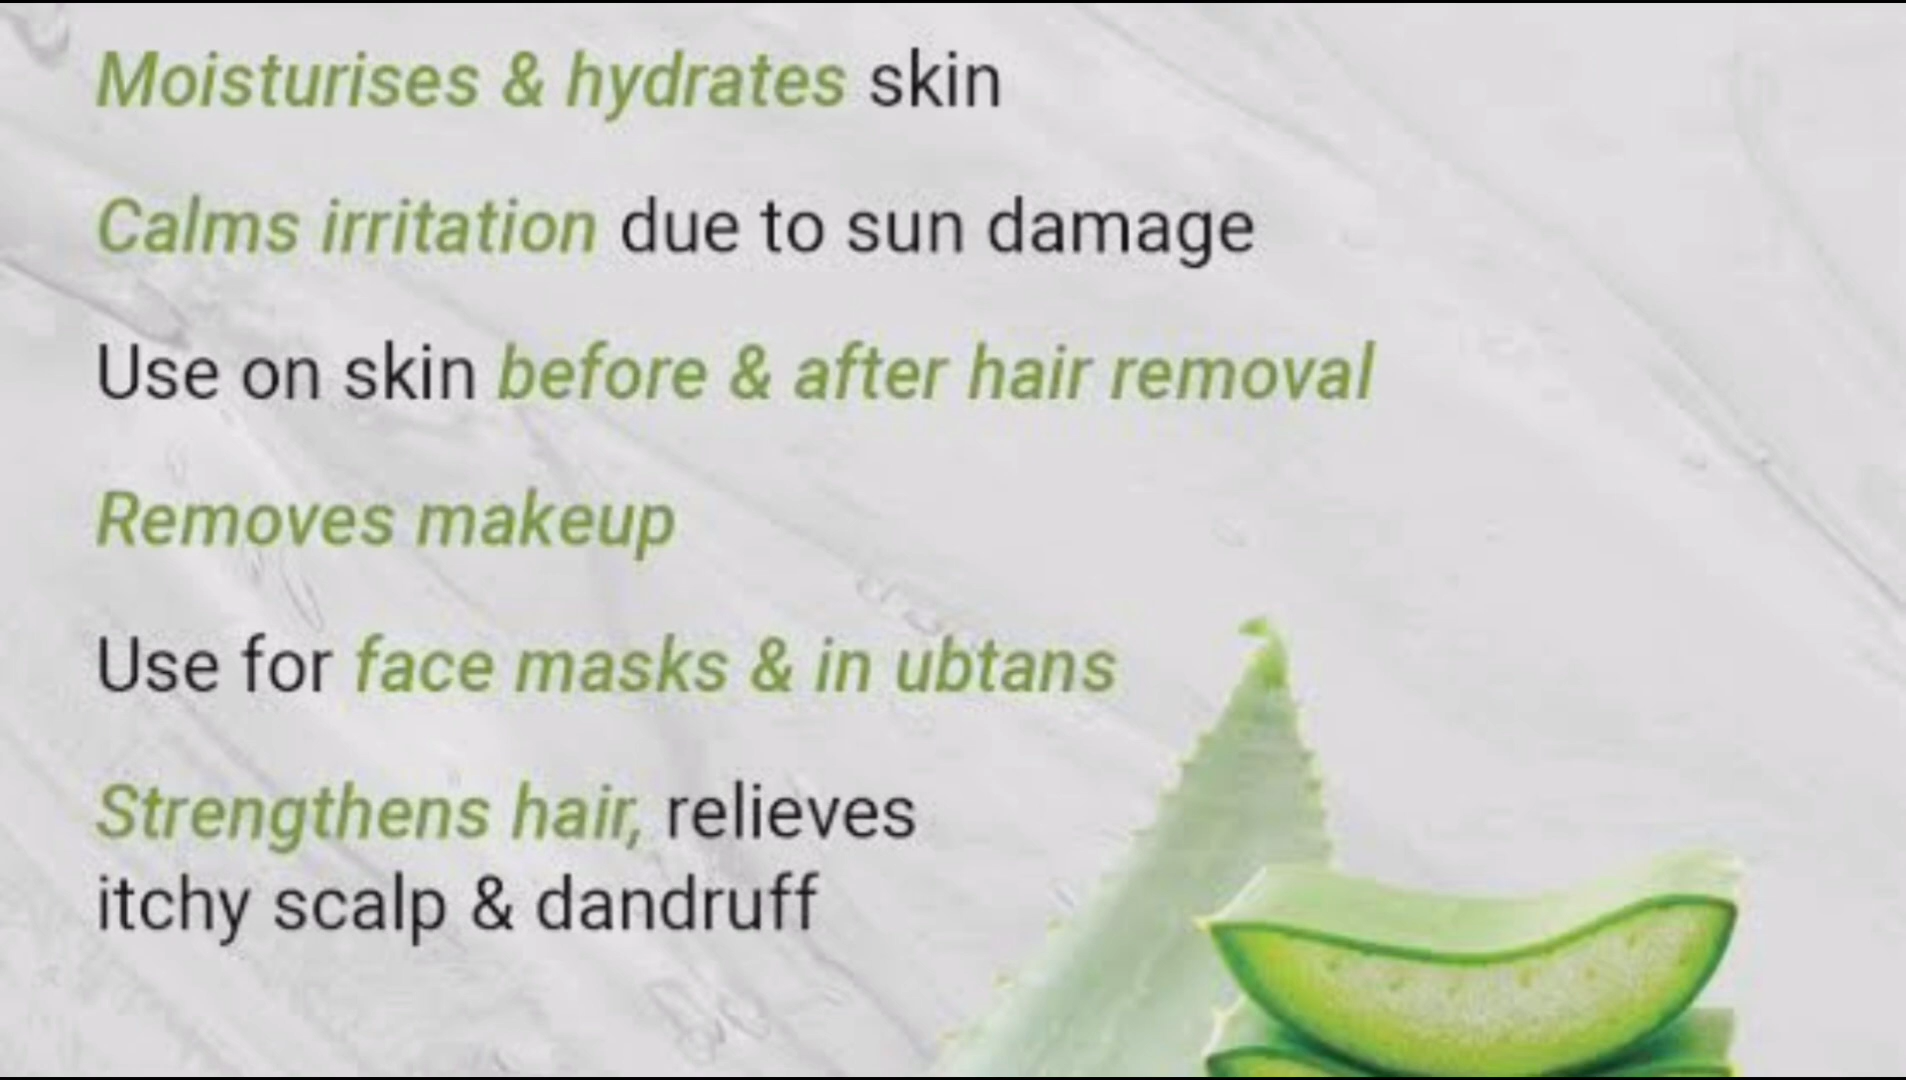 Moisturises & hydrates skin
Calms irritation due to sun damage
Use on skin before & after hair removal
Removes makeup
Use for face masks & in ubtans
Strengthens hair, relieves
itchy scalp & dandruff